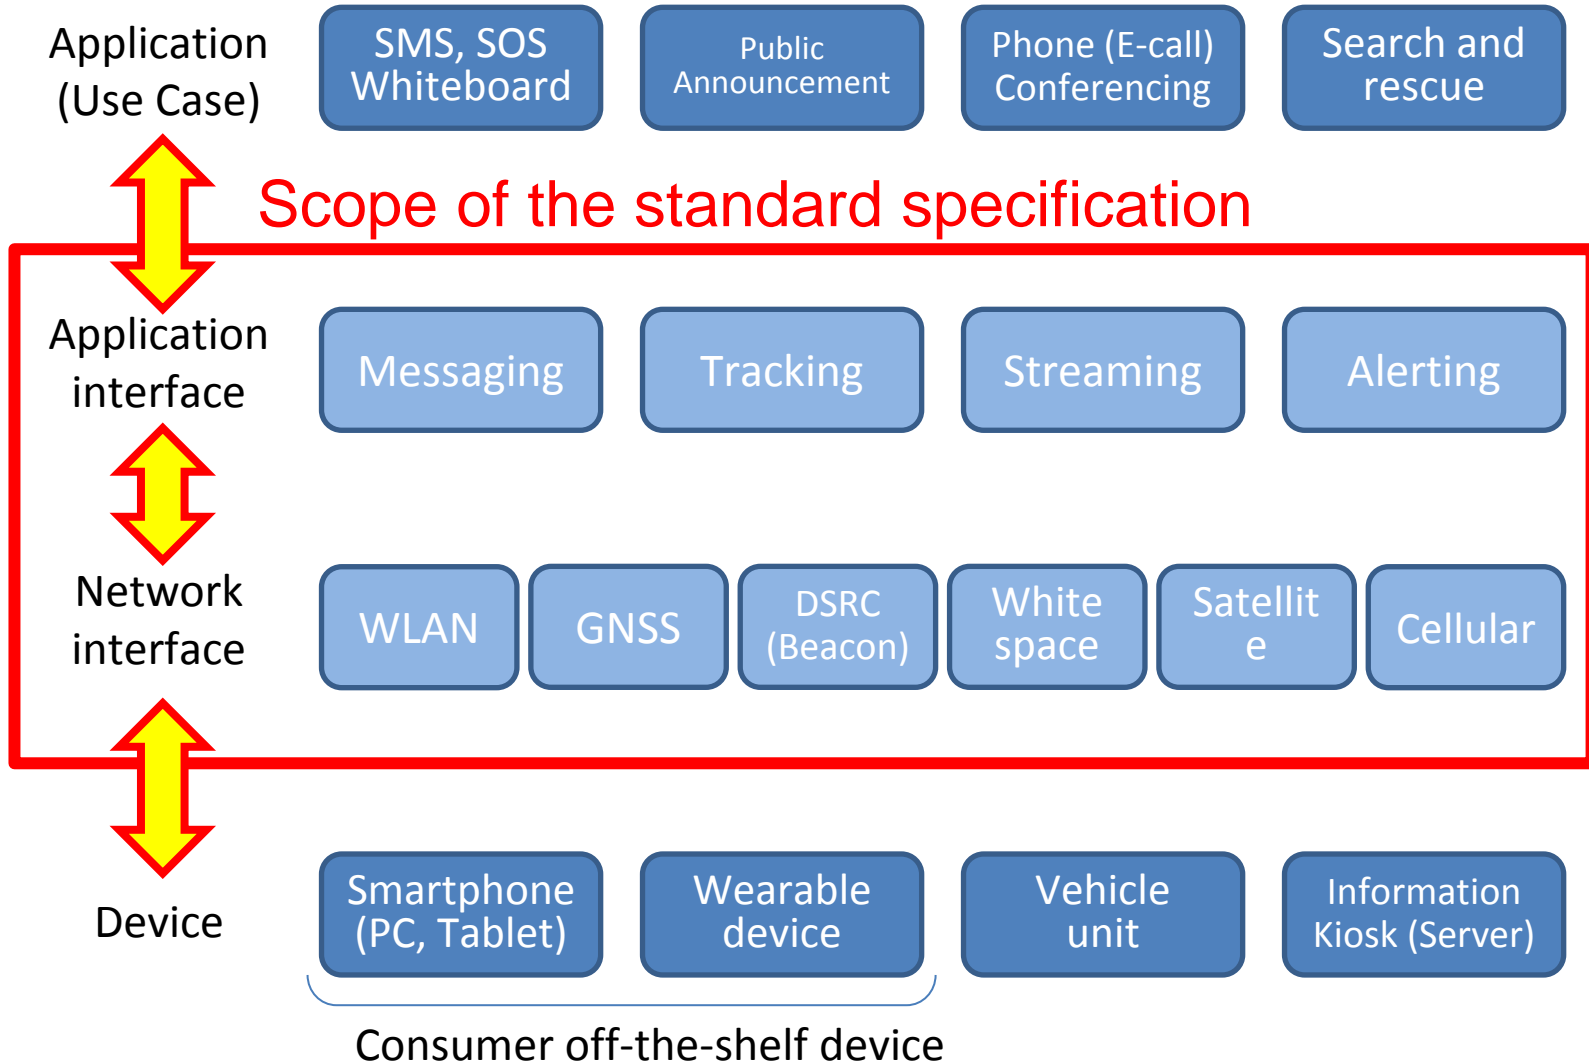 Application
(Use Case)
SMS, SOS
Whiteboard
Public
Announcement
Phone (E-call)
Conferencing
Search and
rescue
Scope of the standard specification
Application
interface
Messaging
Tracking
Streaming
Alerting
Network
interface
WLAN
GNSS
DSRC
(Beacon)
White
space
Satellit
e
Cellular
Device
Smartphone
(PC, Tablet)
Wearable
device
Vehicle
unit
Information
Kiosk (Server)
Consumer off-the-shelf device